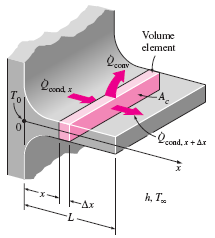 Volume
element
Q̇conv
Q̇cond, x
T0
Ac
0
Q̇cond, x + Δx
x
x
Δx
L
h, T∞